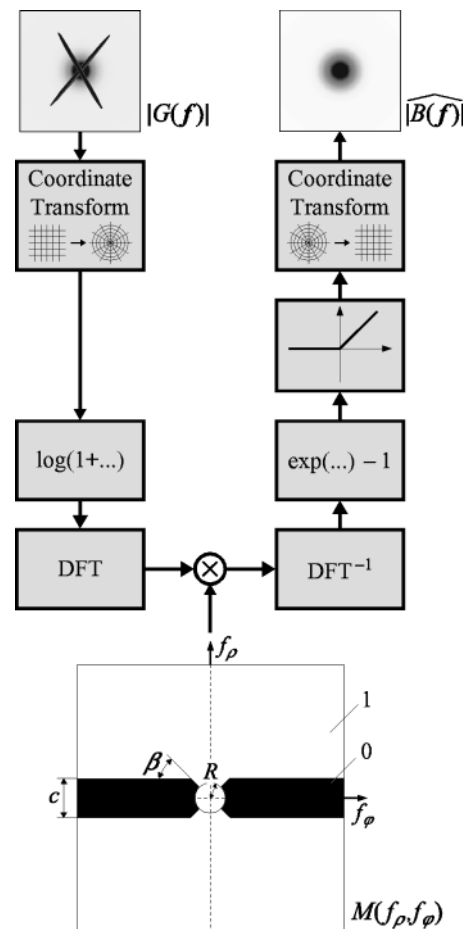 |G(f)|
Coordinate
Transform
log(1+...)
DFT
|B(f)|^
Coordinate
Transform
exp(...) − 1
DFT⁻¹
×
f_ρ
1
0
β
R
c
f_φ
M(f_ρ,f_φ)